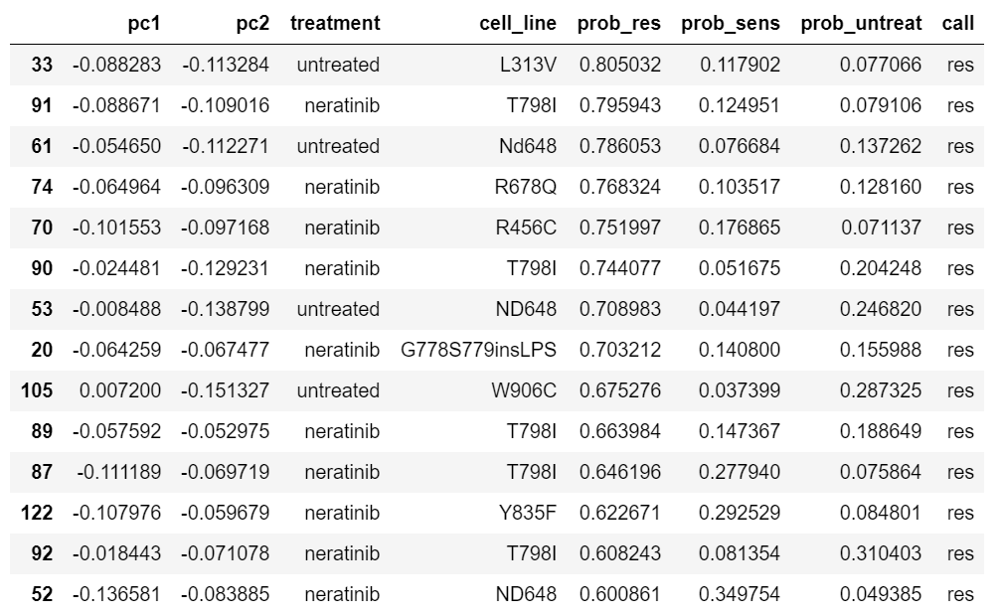 pc1 pc2 treatment cell_line prob_res prob_sens prob_untreat call
33 -0.088283 -0.113284 untreated L313V 0.805032 0.117902 0.077066 res
91 -0.088671 -0.109016 neratinib T798I 0.795943 0.124951 0.079106 res
61 -0.054650 -0.112271 untreated Nd648 0.786053 0.076684 0.137262 res
74 -0.064964 -0.096309 neratinib R678Q 0.768324 0.103517 0.128160 res
70 -0.101553 -0.097168 neratinib R456C 0.751997 0.176865 0.071137 res
90 -0.024481 -0.129231 neratinib T798I 0.744077 0.051675 0.204248 res
53 -0.008488 -0.138799 untreated ND648 0.708983 0.044197 0.246820 res
20 -0.064259 -0.067477 neratinib G778S779insLPS 0.703212 0.140800 0.155988 res
105 0.007200 -0.151327 untreated W906C 0.675276 0.037399 0.287325 res
89 -0.057592 -0.052975 neratinib T798I 0.663984 0.147367 0.188649 res
87 -0.111189 -0.069719 neratinib T798I 0.646196 0.277940 0.075864 res
122 -0.107976 -0.059679 neratinib Y835F 0.622671 0.292529 0.084801 res
92 -0.018443 -0.071078 neratinib T798I 0.608243 0.081354 0.310403 res
52 -0.136581 -0.083885 neratinib ND648 0.600861 0.349754 0.049385 res